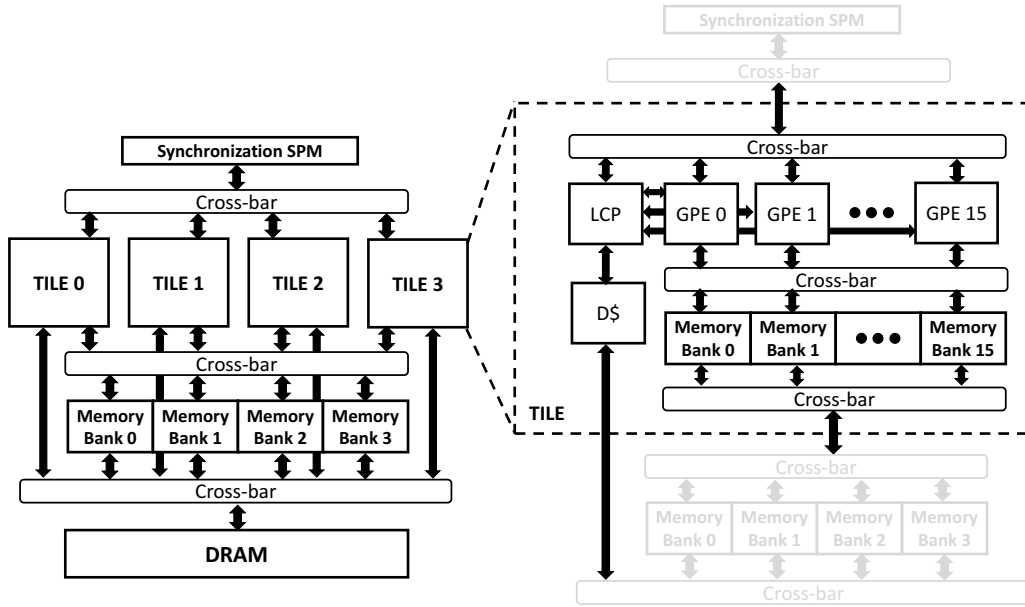 Synchronization SPM
Cross-bar
TILE 0
TILE 1
TILE 2
TILE 3
Cross-bar
Memory
Bank 0
Memory
Bank 1
Memory
Bank 2
Memory
Bank 3
Cross-bar
DRAM
Synchronization SPM
Cross-bar
Cross-bar
LCP
GPE 0
GPE 1
GPE 15
Cross-bar
D$
Memory
Bank 0
Memory
Bank 1
Memory
Bank 15
Cross-bar
TILE
Cross-bar
Memory
Bank 0
Memory
Bank 1
Memory
Bank 2
Memory
Bank 3
Cross-bar